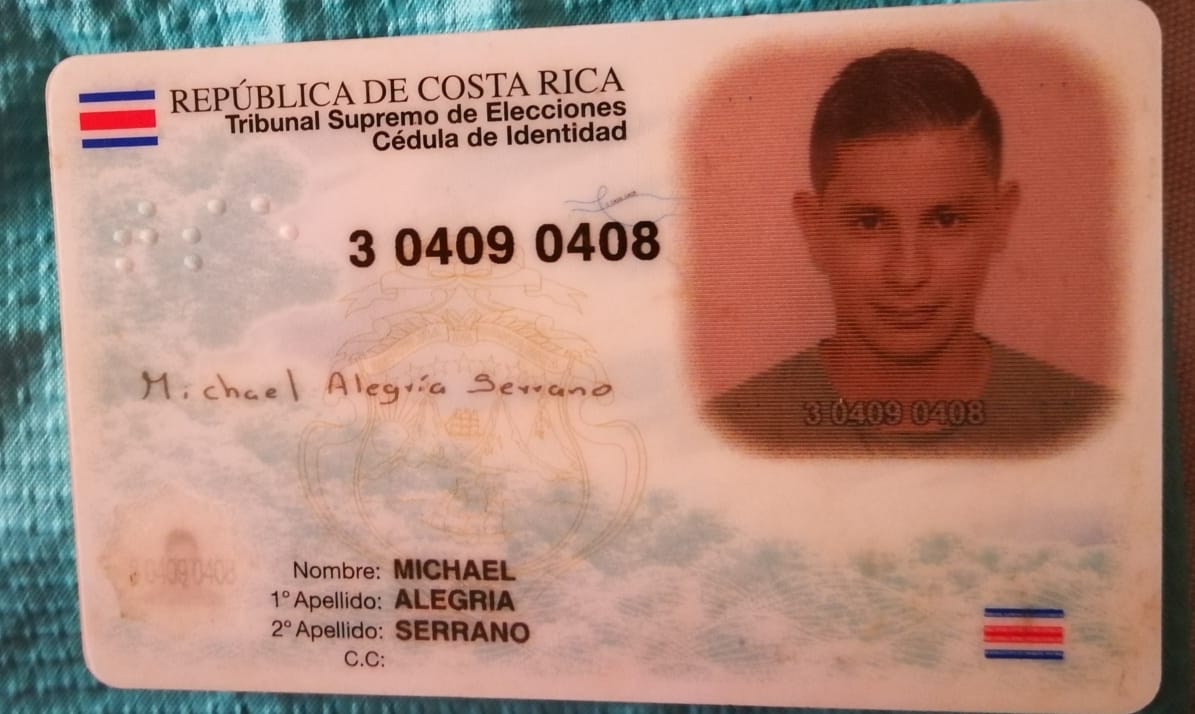 REPÚBLICA DE COSTA RICA
Tribunal Supremo de Elecciones
Cédula de Identidad
3 0409 0408
Michael Alegría Serrano
3 0409 0408
3 0409 0408
Nombre: MICHAEL
1° Apellido: ALEGRIA
2° Apellido: SERRANO
C.C: